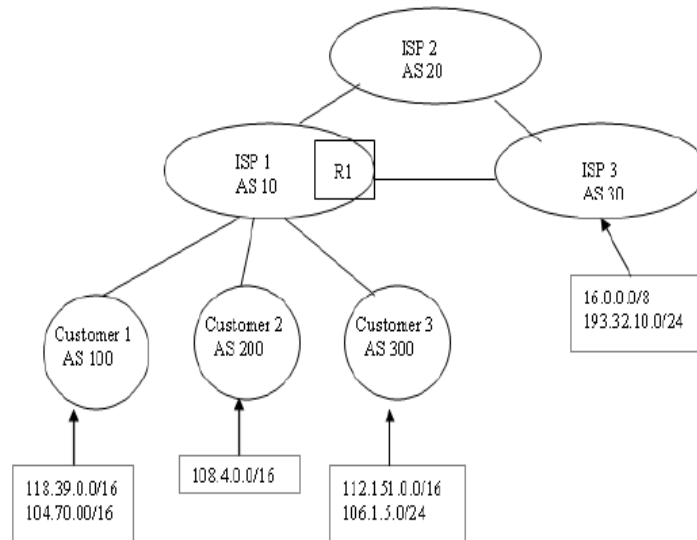 ISP 2
AS 20
ISP 1
AS 10
R1
ISP 3
AS 30
16.0.0.0/8
193.32.10.0/24
Customer 1
AS 100
Customer 2
AS 200
Customer 3
AS 300
118.39.0.0/16
104.70.00/16
108.4.0.0/16
112.151.0.0/16
106.1.5.0/24